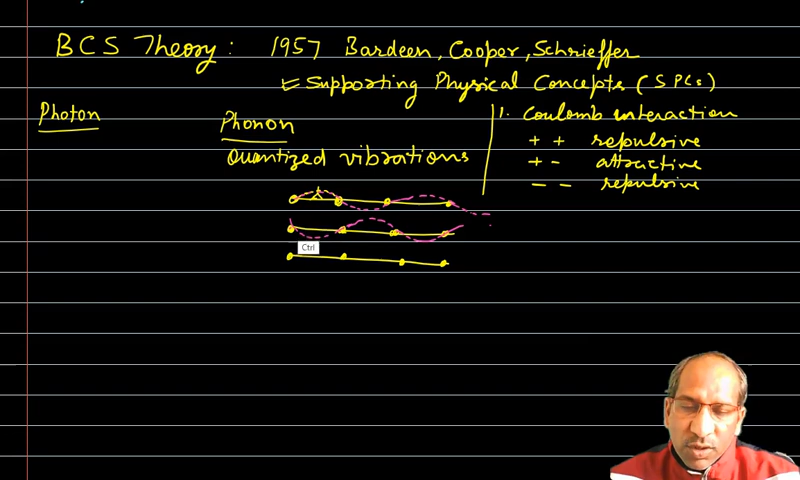 BCS Theory : 1957 Bardeen, Cooper, Schrieffer
Supporting Physical Concepts (SPCs)
Photon
Phonon
Quantized vibrations
1. Coulomb interaction
+ + repulsive
+ - attractive
- - repulsive
Ctrl